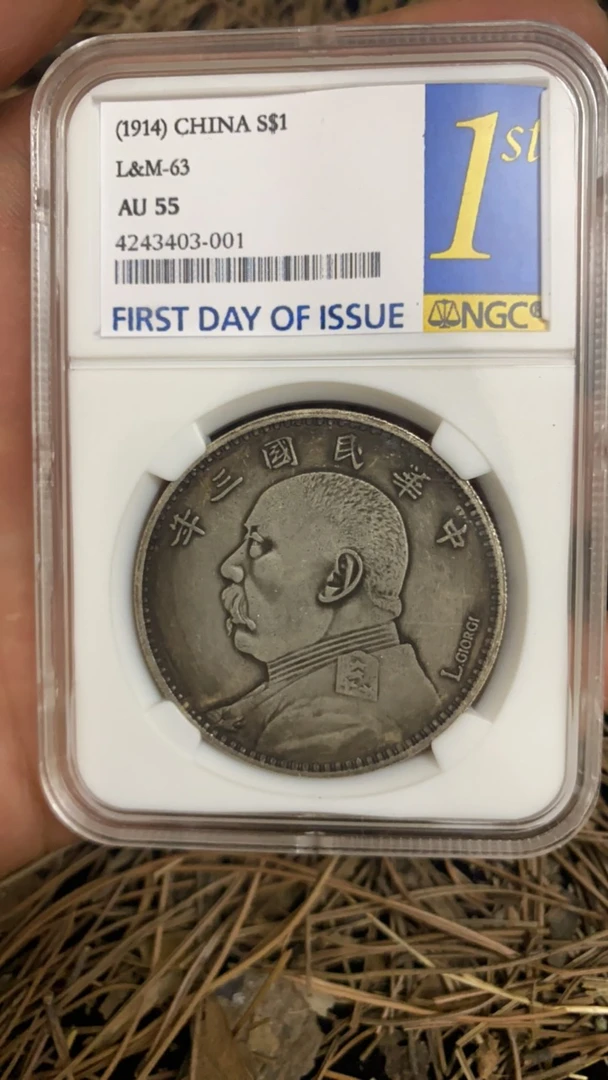 (1914) CHINA S$1
L&M-63
AU 55
4243403-001
FIRST DAY OF ISSUE
1st
NGC®
年三國民華中
L.GIORGI